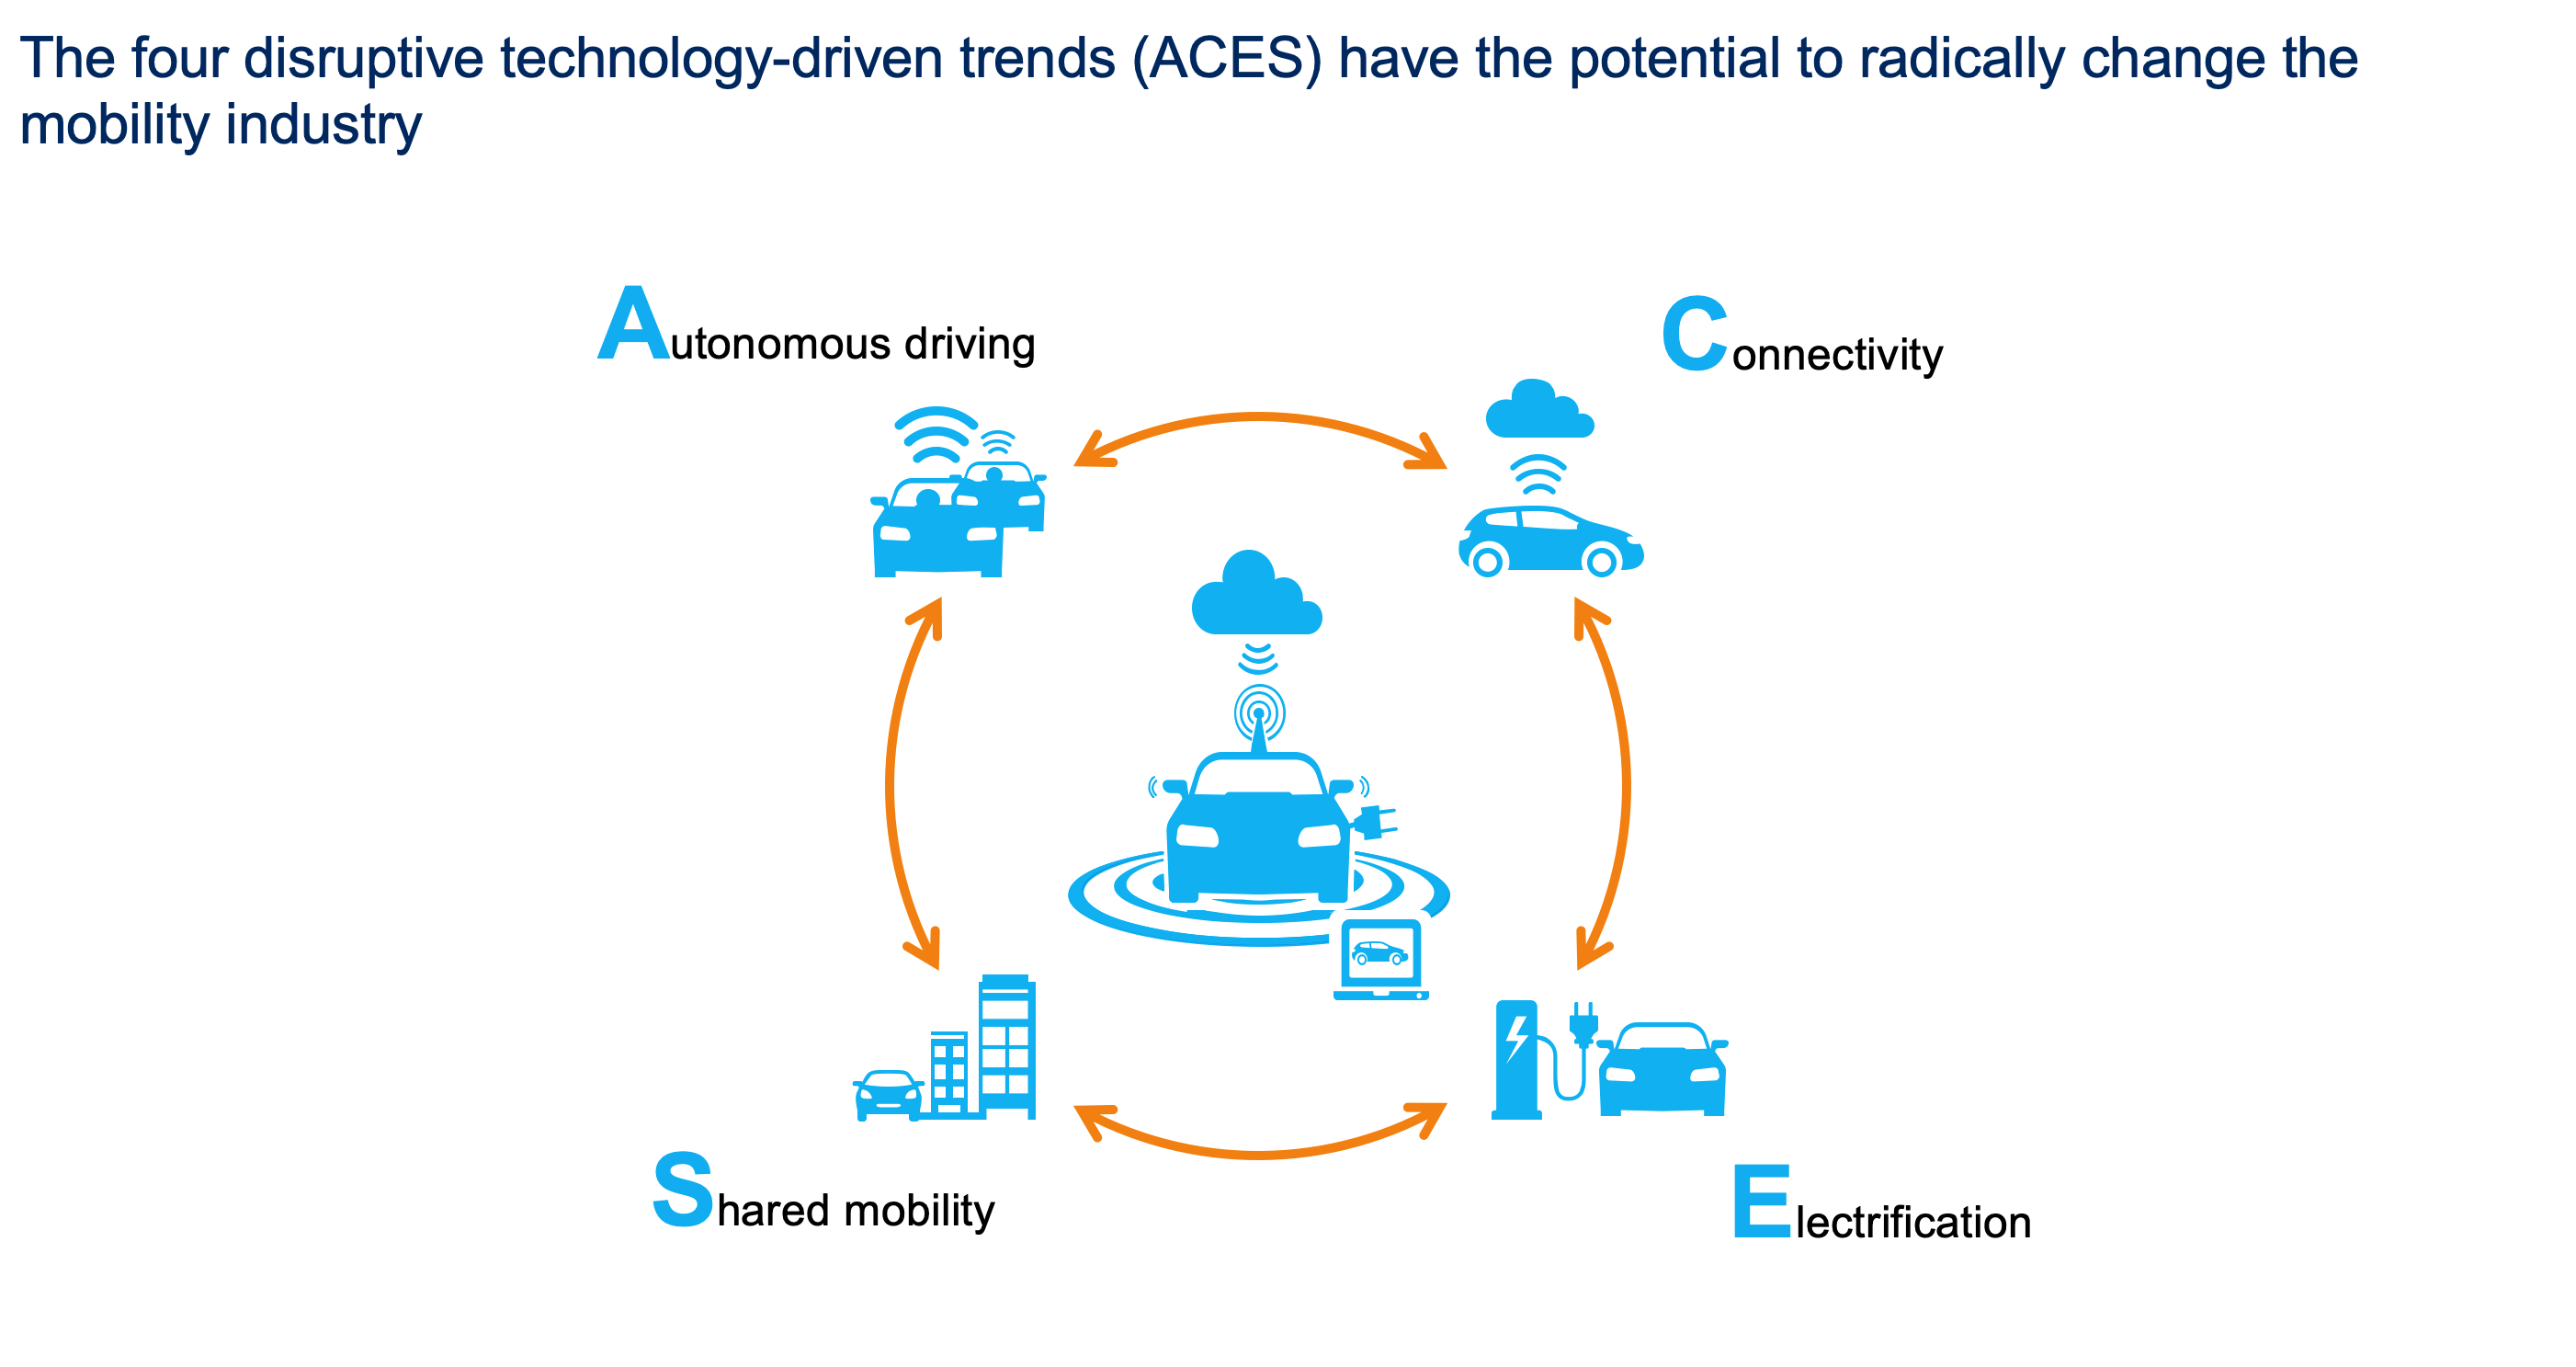 The four disruptive technology-driven trends (ACES) have the potential to radically change the
mobility industry
Autonomous driving
Connectivity
Shared mobility
Electrification